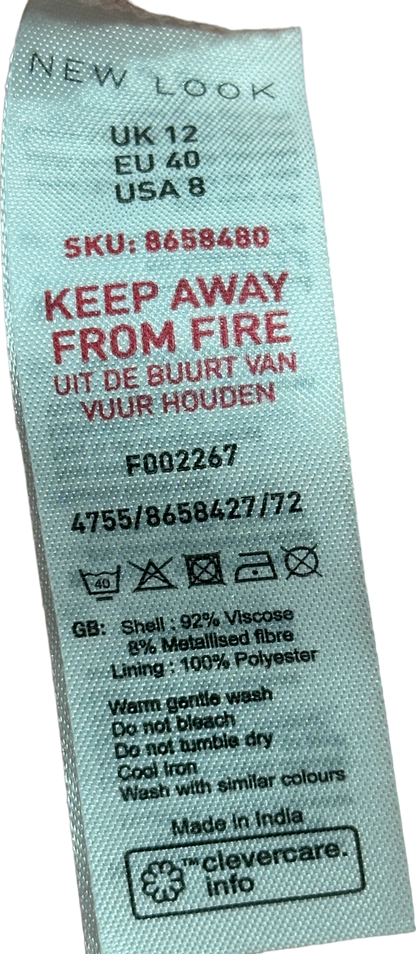 NEW LOOK
UK 12
EU 40
USA 8
SKU: 8658480
KEEP AWAY
FROM FIRE
UIT DE BUURT VAN
VUUR HOUDEN
F002267
4755/8658427/72
40
GB: Shell : 92% Viscose
8% Metallised fibre
Lining : 100% Polyester
Warm gentle wash
Do not bleach
Do not tumble dry
Cool iron
Wash with similar colours
Made in India
™clevercare.
info